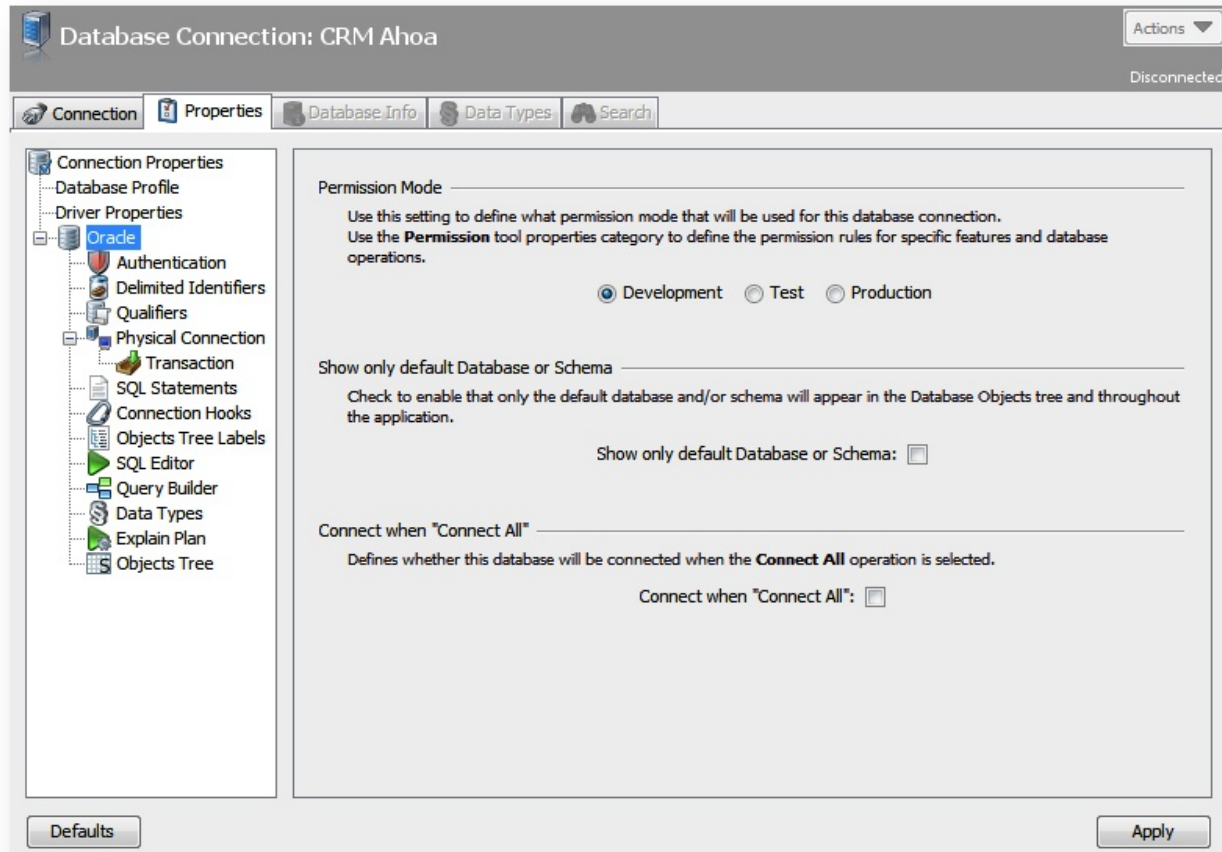 Database Connection: CRM Ahoa
Actions
Disconnected
Connection
Properties
Database Info
Data Types
Search
Connection Properties
Database Profile
Driver Properties
Oracle
Authentication
Delimited Identifiers
Qualifiers
Physical Connection
Transaction
SQL Statements
Connection Hooks
Objects Tree Labels
SQL Editor
Query Builder
Data Types
Explain Plan
Objects Tree
Permission Mode
Use this setting to define what permission mode that will be used for this database connection.
Use the Permission tool properties category to define the permission rules for specific features and database
operations.
Development Test Production
Show only default Database or Schema
Check to enable that only the default database and/or schema will appear in the Database Objects tree and throughout
the application.
Show only default Database or Schema:
Connect when "Connect All"
Defines whether this database will be connected when the Connect All operation is selected.
Connect when "Connect All":
Defaults
Apply